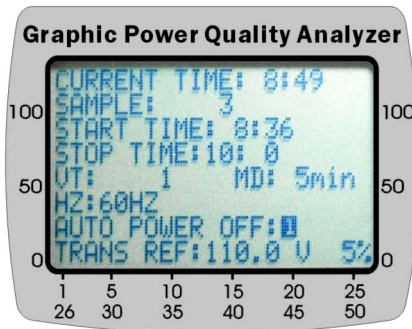 Graphic Power Quality Analyzer
CURRENT TIME: 8:49
SAMPLE: 3
START TIME: 8:36
STOP TIME:10: 0
VT: 1 MD: 5min
HZ:60HZ
AUTO POWER OFF:1
TRANS REF:110.0 V 5%
100 100
50 50
0 0
1 5 10 15 20 25
26 30 35 40 45 50